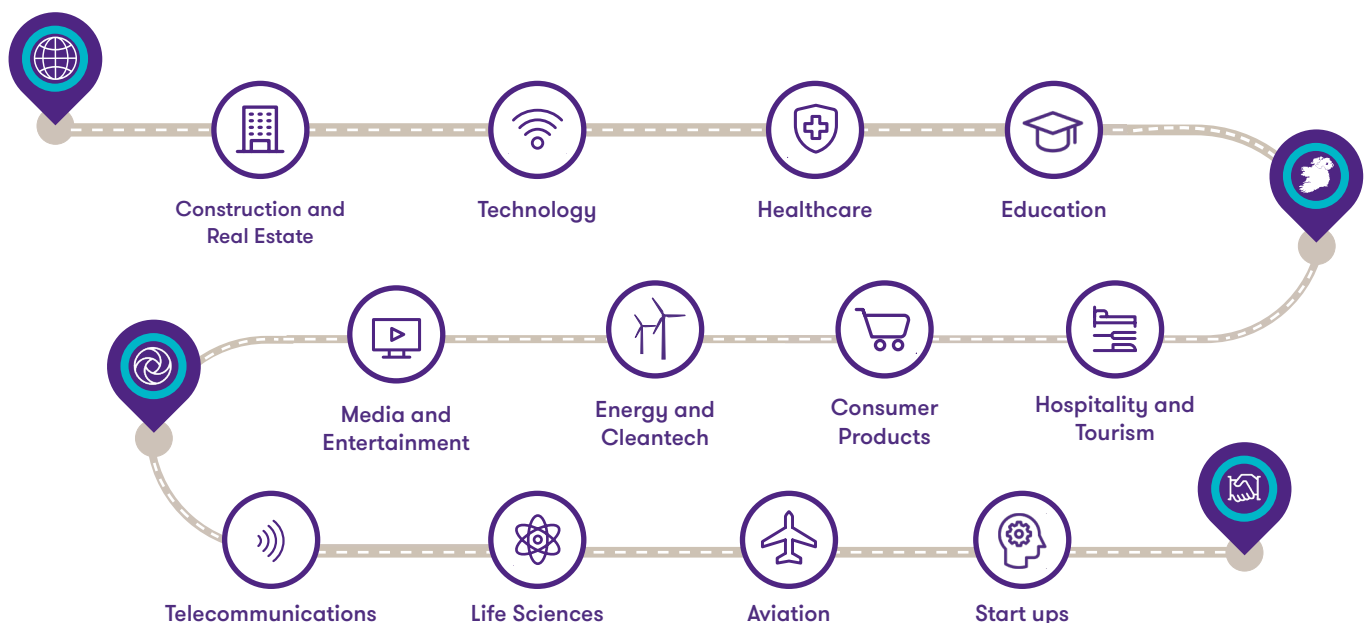 Construction and
Real Estate
Technology
Healthcare
Education
Media and
Entertainment
Energy and
Cleantech
Consumer
Products
Hospitality and
Tourism
Telecommunications
Life Sciences
Aviation
Start ups